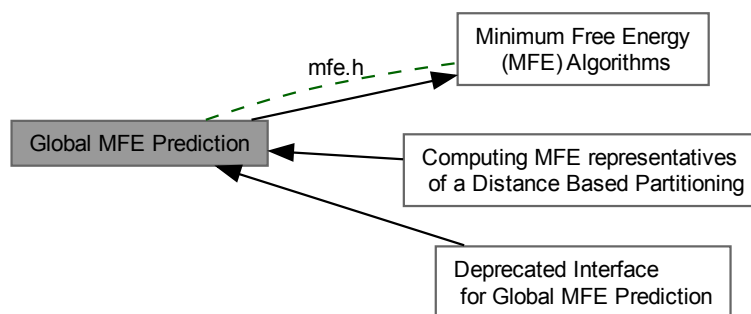 Minimum Free Energy
(MFE) Algorithms
mfe.h
Global MFE Prediction
Computing MFE representatives
of a Distance Based Partitioning
Deprecated Interface
for Global MFE Prediction